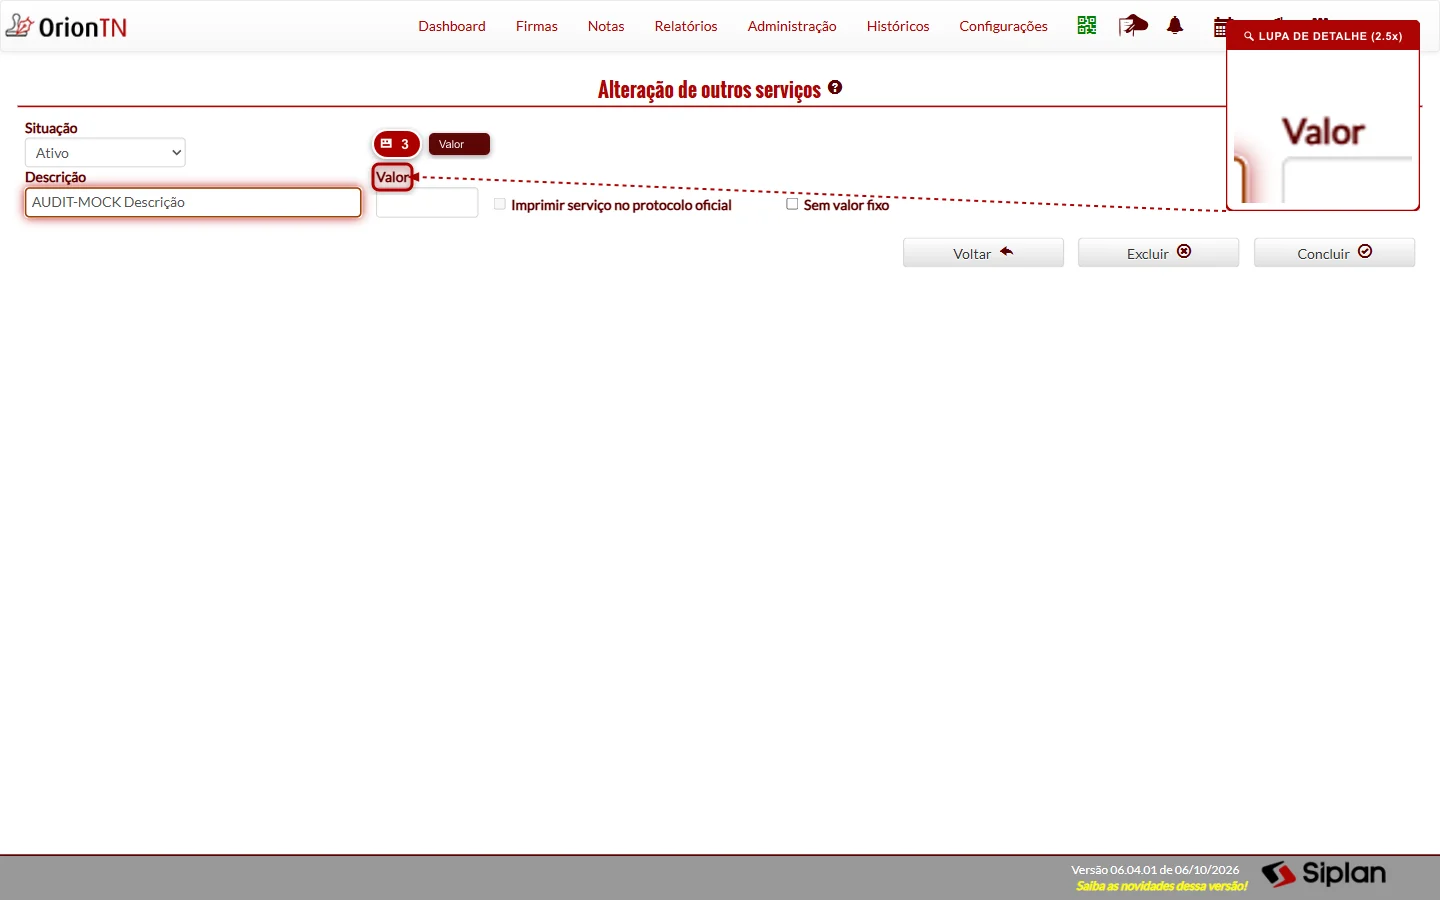 OrionTN
Dashboard Firmas Notas Relatórios Administração Históricos Configurações
LUPA DE DETALHE (2.5x)
Valor
Alteração de outros serviços
Situação
Ativo
3 Valor
Descrição
Valor
AUDIT-MOCK Descrição
Imprimir serviço no protocolo oficial
Sem valor fixo
Voltar
Excluir
Concluir
Versão 06.04.01 de 06/10/2026
Saiba as novidades dessa versão!
Siplan